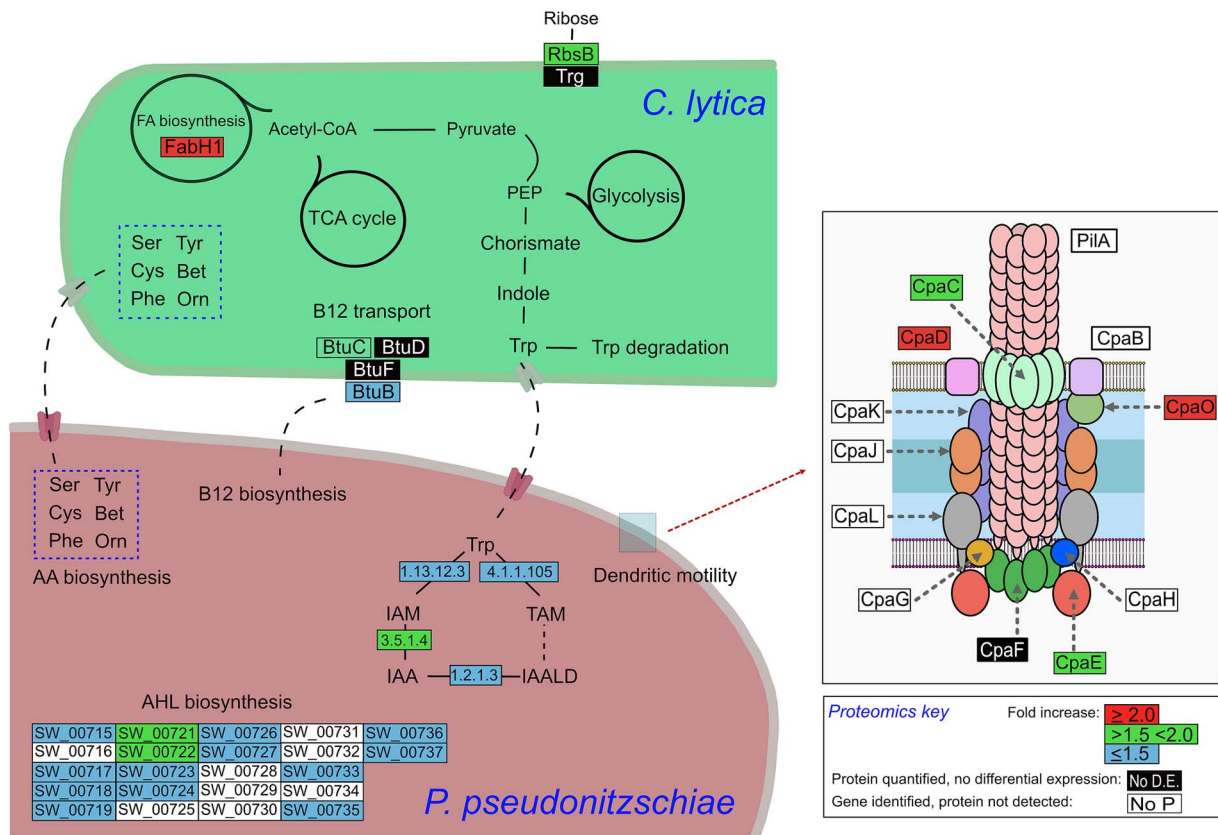 Ribose
RbsB
Trg
C. lytica
FA biosynthesis
FabH1
Acetyl-CoA
Pyruvate
PEP
Glycolysis
TCA cycle
Chorismate
Indole
Trp
Trp degradation
Ser Tyr
Cys Bet
Phe Orn
B12 transport
BtuC BtuD
BtuF
BtuB
B12 biosynthesis
Ser Tyr
Cys Bet
Phe Orn
AA biosynthesis
Trp
1.13.12.3 4.1.1.105
IAM TAM
3.5.1.4
IAA 1.2.1.3 IAALD
Dendritic motility
AHL biosynthesis
SW_00715 SW_00721 SW_00726 SW_00731 SW_00736
SW_00716 SW_00722 SW_00727 SW_00732 SW_00737
SW_00717 SW_00723 SW_00728 SW_00733
SW_00718 SW_00724 SW_00729 SW_00734
SW_00719 SW_00725 SW_00730 SW_00735
P. pseudonitzschiae
PilA
CpaC
CpaD
CpaB
CpaK
CpaO
CpaJ
CpaL
CpaG
CpaH
CpaF
CpaE
Proteomics key
Fold increase: ≥ 2.0
>1.5 <2.0
≤1.5
Protein quantified, no differential expression: No D.E.
Gene identified, protein not detected: No P